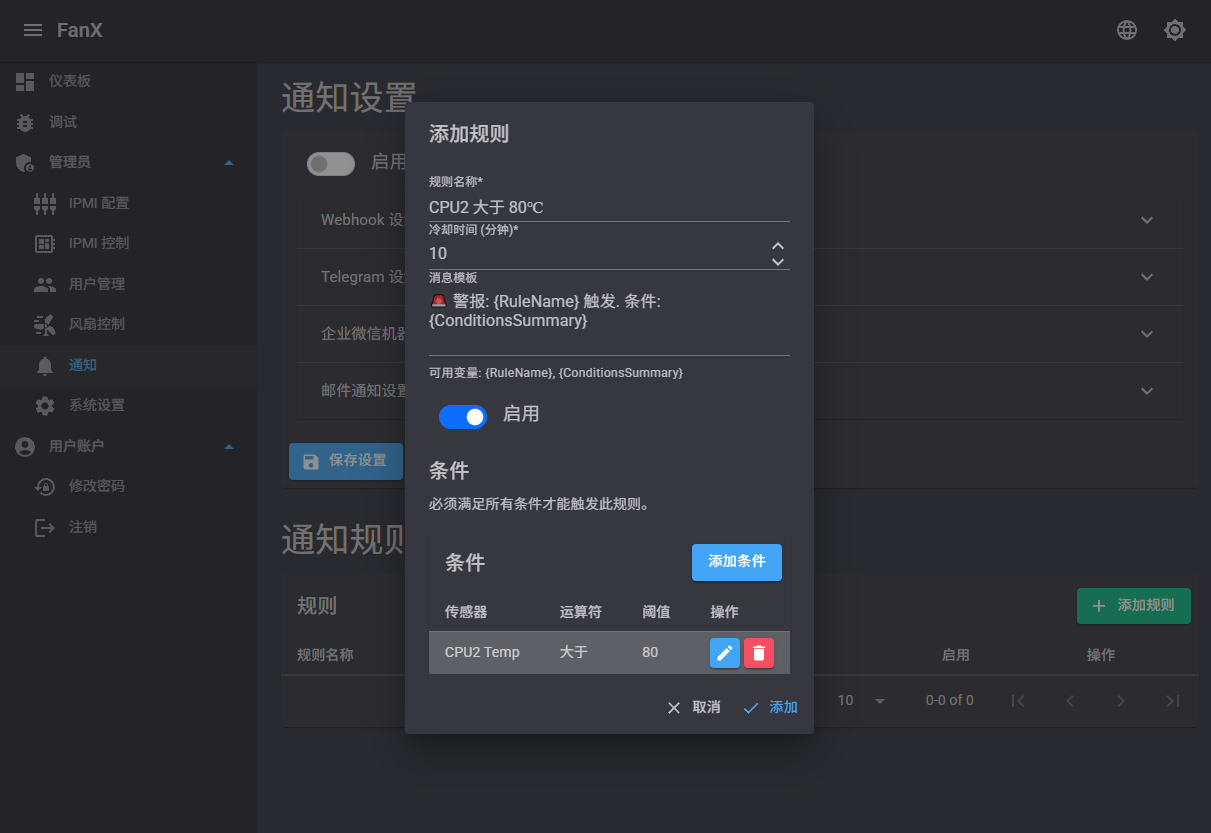 FanX
仪表板
调试
管理员
IPMI 配置
IPMI 控制
用户管理
风扇控制
通知
系统设置
用户账户
修改密码
注销
通知设置
启用
Webhook 设
Telegram 设
企业微信机器
邮件通知设置
保存设置
通知规则
规则
添加规则
规则名称
启用
操作
10
0-0 of 0
添加规则
规则名称*
CPU2 大于 80℃
冷却时间 (分钟)*
10
消息模板
🚨 警报: {RuleName} 触发. 条件:
{ConditionsSummary}
可用变量: {RuleName}, {ConditionsSummary}
启用
条件
必须满足所有条件才能触发此规则。
条件
添加条件
传感器 运算符 阈值 操作
CPU2 Temp 大于 80
取消
添加